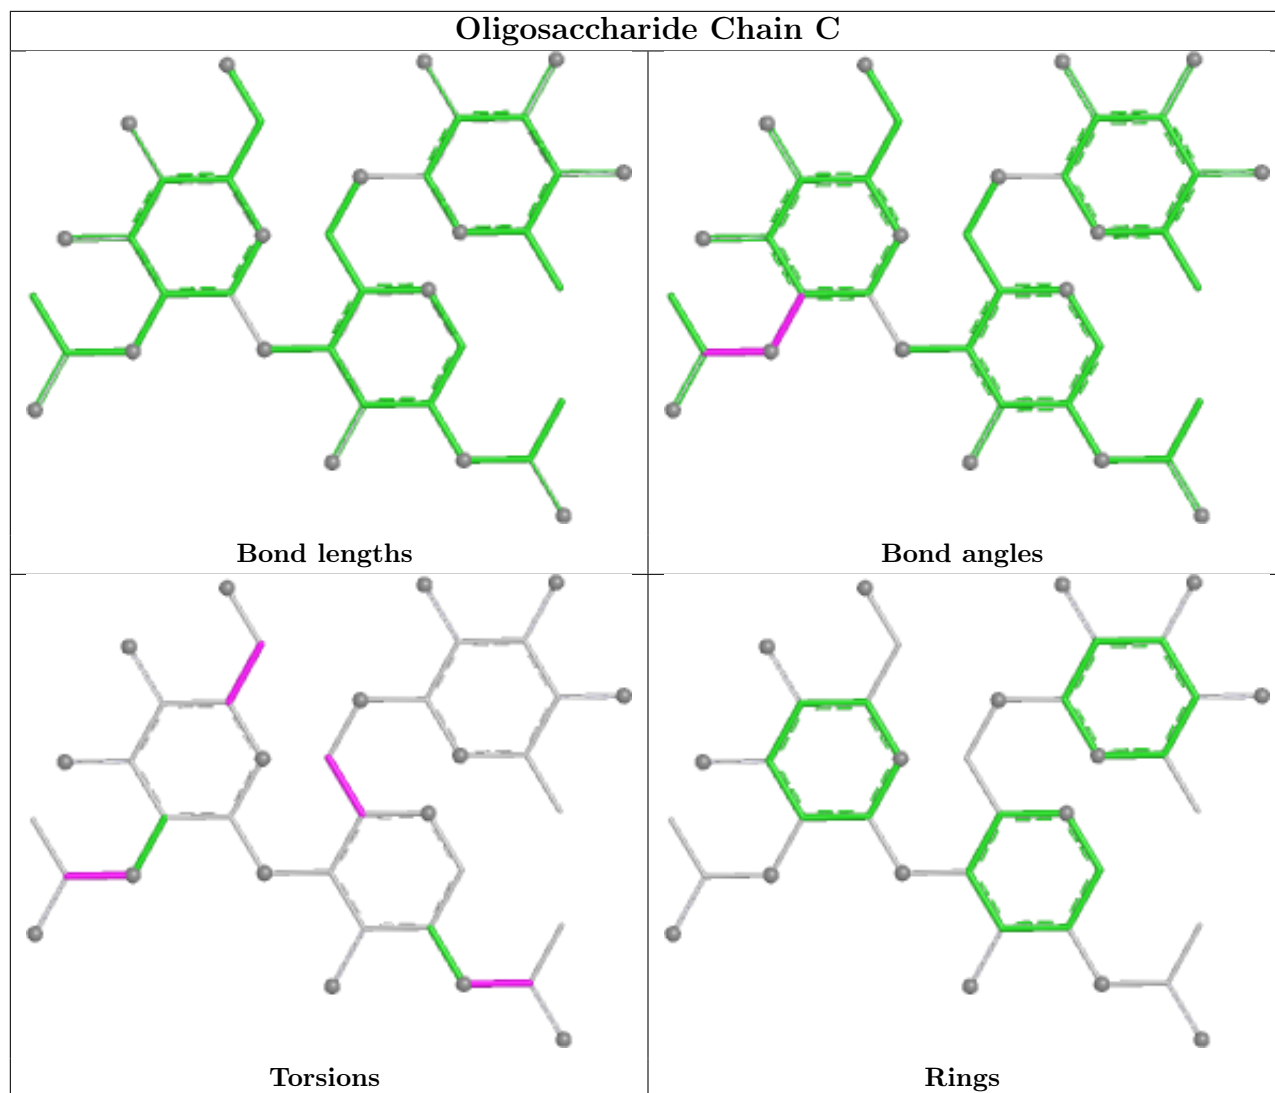 Oligosaccharide Chain C
Bond lengths
Bond angles
Torsions
Rings